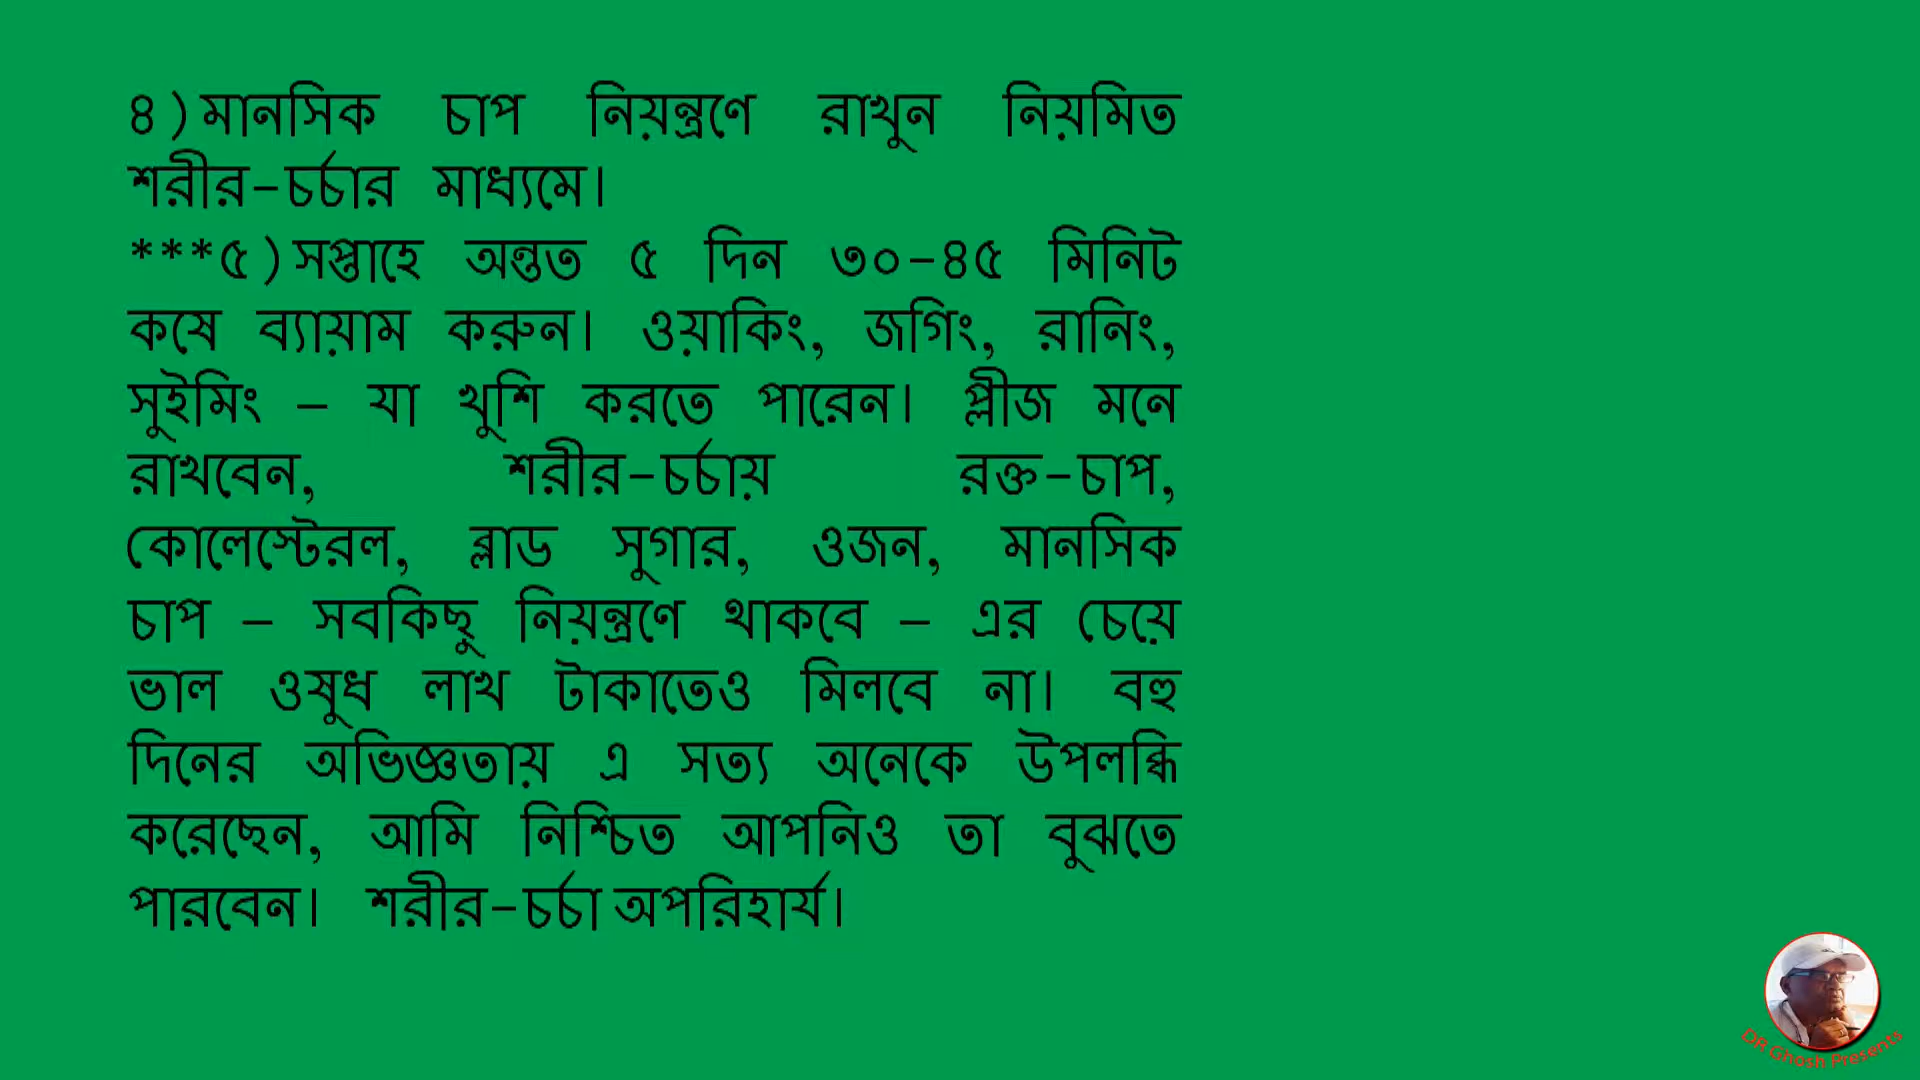 ৪)মানসিক চাপ নিয়ন্ত্রণে রাখুন নিয়মিত
শরীর-চর্চার মাধ্যমে।
***৫)সপ্তাহে অন্তত ৫ দিন ৩০-৪৫ মিনিট
কষে ব্যায়াম করুন। ওয়াকিং, জগিং, রানিং,
সুইমিং – যা খুশি করতে পারেন। প্লীজ মনে
রাখবেন, শরীর-চর্চায় রক্ত-চাপ,
কোলেস্টেরল, ব্লাড সুগার, ওজন, মানসিক
চাপ – সবকিছু নিয়ন্ত্রণে থাকবে – এর চেয়ে
ভাল ওষুধ লাখ টাকাতেও মিলবে না। বহু
দিনের অভিজ্ঞতায় এ সত্য অনেকে উপলব্ধি
করেছেন, আমি নিশ্চিত আপনিও তা বুঝতে
পারবেন। শরীর-চর্চা অপরিহার্য।
DR Ghosh Presents